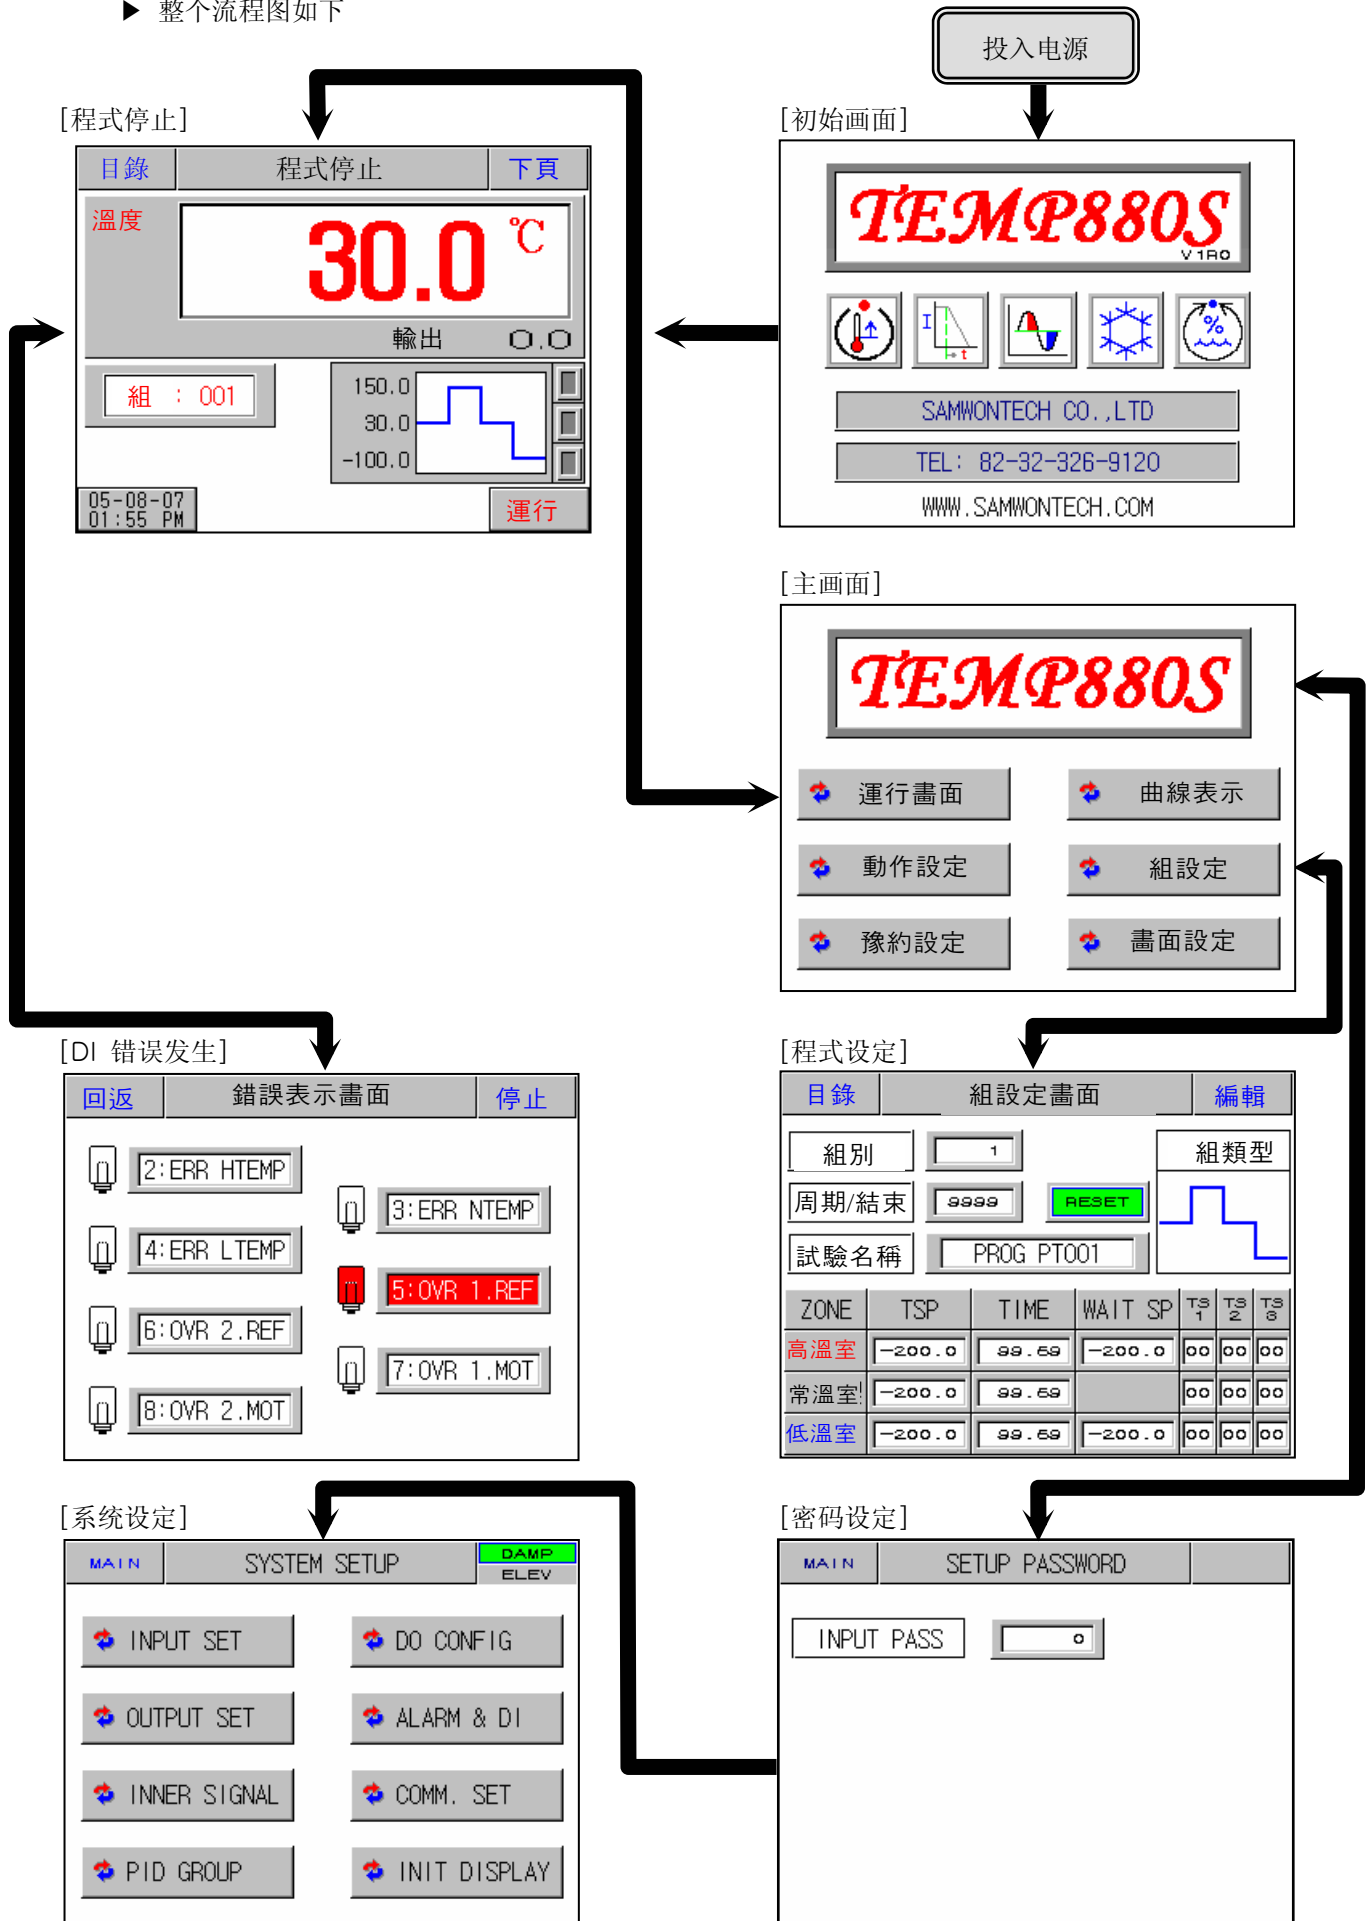 ▶ 整个流程图如下
投入电源
[程式停止]
目錄 程式停止 下頁
溫度
30.0 ℃
輸出 0.0
組 : 001
150.0
30.0
-100.0
05-08-07
01:55 PM
運行
[初始画面]
TEMP880S
V1R0
I
t
%
SAMWONTECH CO.,LTD
TEL: 82-32-326-9120
WWW.SAMWONTECH.COM
[主画面]
TEMP880S
運行畫面 曲線表示
動作設定 組設定
豫約設定 畫面設定
[DI 错误发生]
回返 錯誤表示畫面 停止
2:ERR HTEMP
3:ERR NTEMP
4:ERR LTEMP
5:OVR 1.REF
6:OVR 2.REF
7:OVR 1.MOT
8:OVR 2.MOT
[程式设定]
目錄 組設定畫面 編輯
組別 1 組類型
周期/結束 9999 RESET
試驗名稱 PROG PT001
ZONE TSP TIME WAIT SP TS1 TS2 TS3
高溫室 -200.0 99.59 -200.0 00 00 00
常溫室! -200.0 99.59 00 00 00
低溫室 -200.0 99.59 -200.0 00 00 00
[系统设定]
MAIN SYSTEM SETUP DAMP
ELEV
INPUT SET DO CONFIG
OUTPUT SET ALARM & DI
INNER SIGNAL COMM. SET
PID GROUP INIT DISPLAY
[密码设定]
MAIN SETUP PASSWORD
INPUT PASS 0